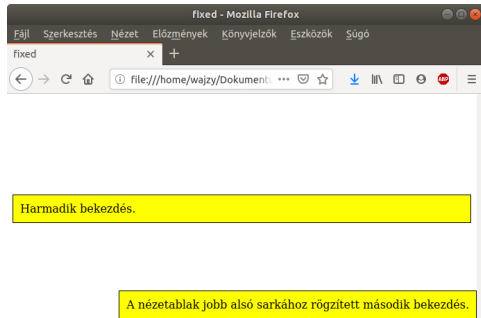 fixed - Mozilla Firefox
Fájl Szerkesztés Nézet Előzmények Könyvjelzők Eszközök Súgó
fixed
file:///home/wajzy/Dokument
ABP
Harmadik bekezdés.
A nézetablak jobb alsó sarkához rögzített második bekezdés.